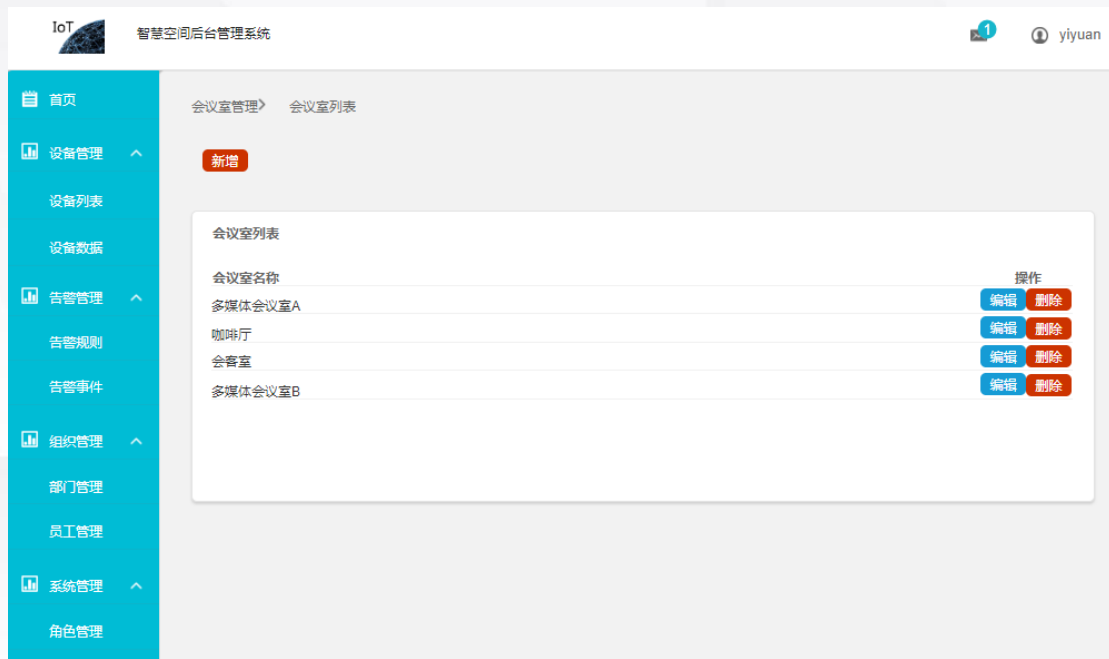 IoT
智慧空间后台管理系统
1
yiyuan
首页
设备管理
设备列表
设备数据
告警管理
告警规则
告警事件
组织管理
部门管理
员工管理
系统管理
角色管理
会议室管理> 会议室列表
新增
会议室列表
会议室名称 操作
多媒体会议室A 编辑 删除
咖啡厅 编辑 删除
会客室 编辑 删除
多媒体会议室B 编辑 删除